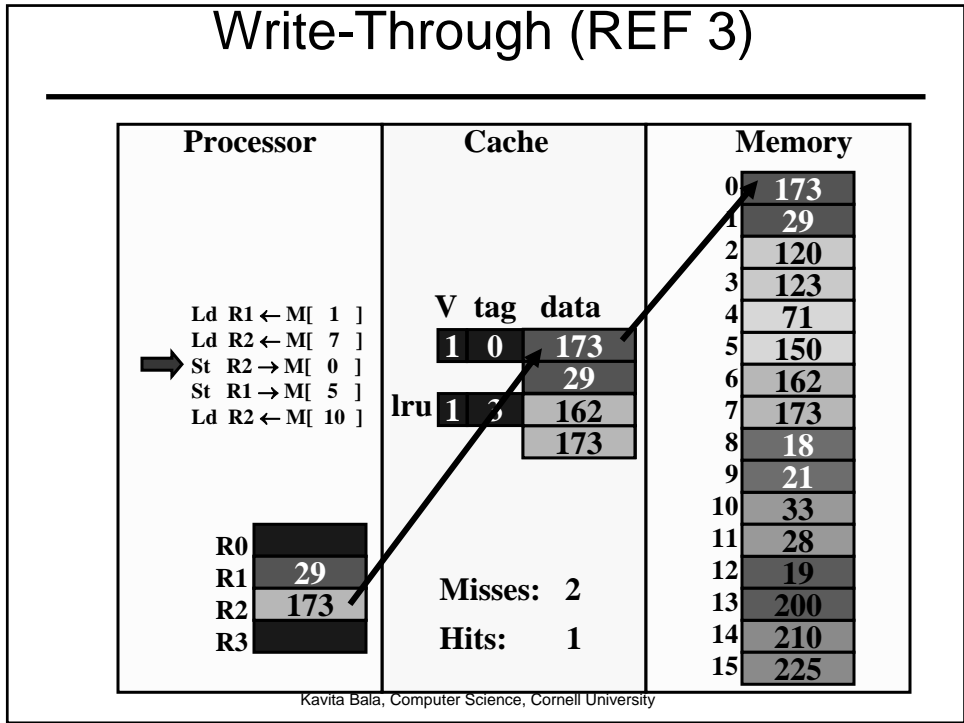 Write-Through (REF 3)
Processor
Ld R1 ← M[ 1 ]
Ld R2 ← M[ 7 ]
St R2 → M[ 0 ]
St R1 → M[ 5 ]
Ld R2 ← M[ 10 ]
R0
R1 29
R2 173
R3
Cache
V tag data
1 0 173
29
lru 1 3 162
173
Misses: 2
Hits: 1
Memory
0 173
1 29
2 120
3 123
4 71
5 150
6 162
7 173
8 18
9 21
10 33
11 28
12 19
13 200
14 210
15 225
Kavita Bala, Computer Science, Cornell University